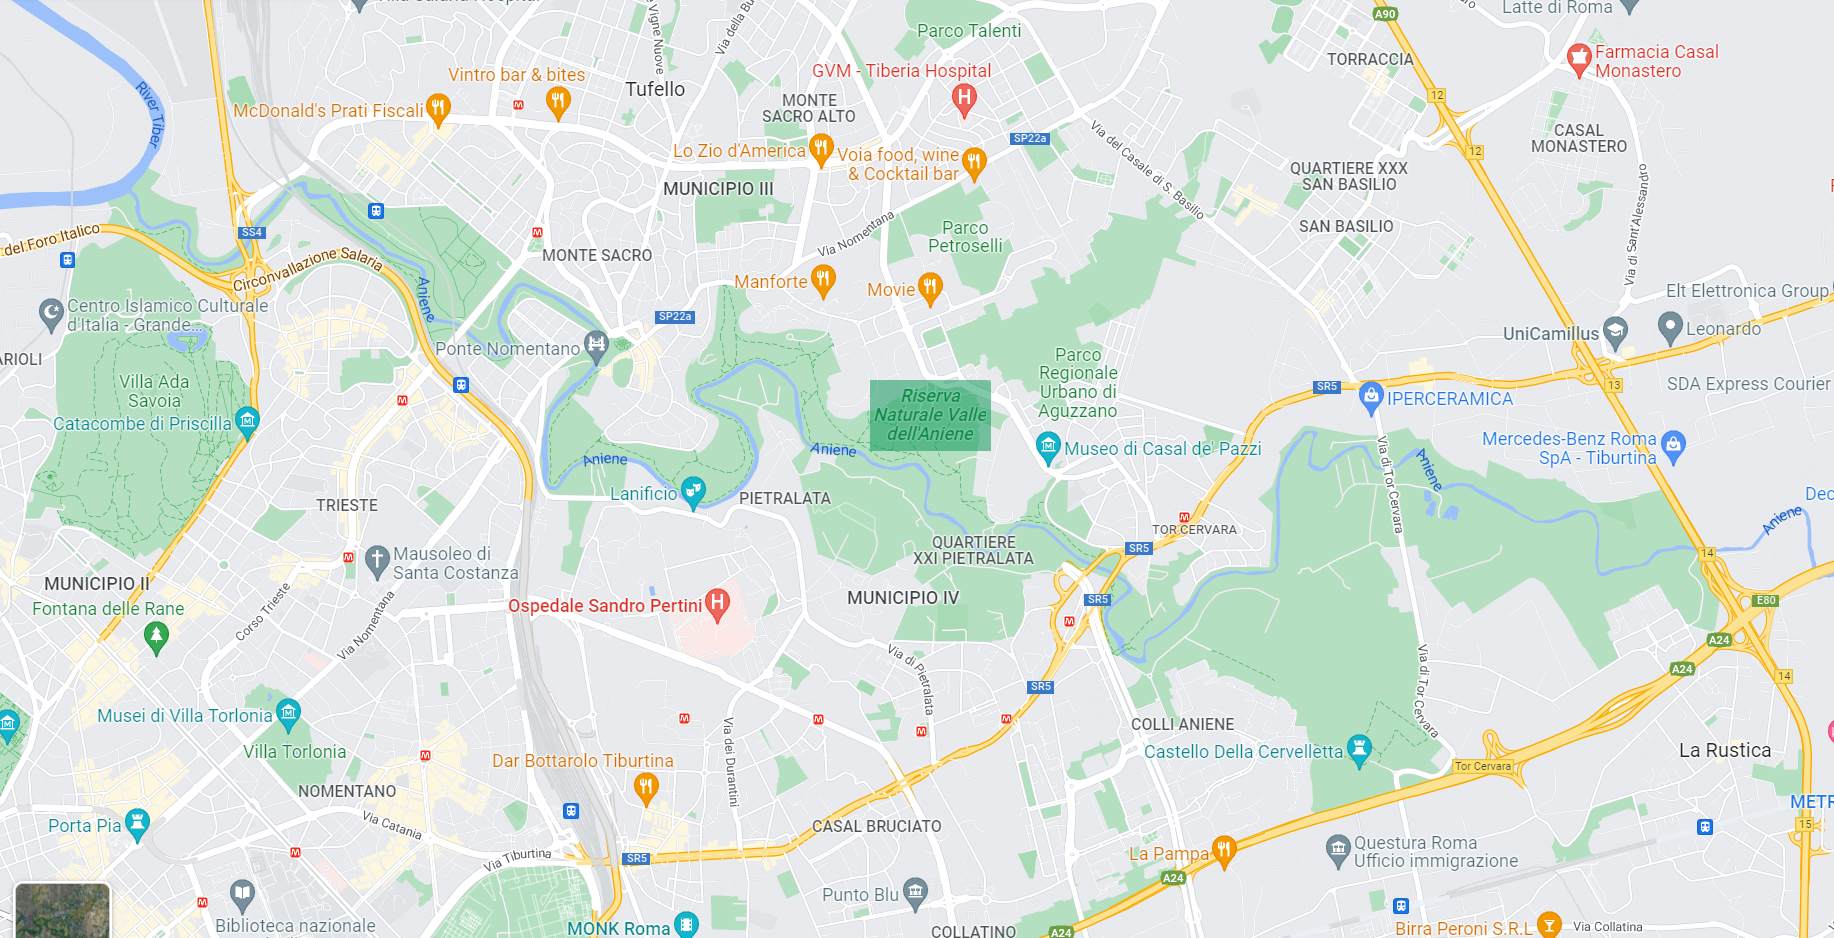 Latte di Roma
A90
Parco Talenti
Via delle Vigne Nuove
TORRACCIA
Farmacia Casal
Monastero
GVM - Tiberia Hospital
Vintro bar & bites
Tufello
McDonald's Prati Fiscali
MONTE
SACRO ALTO
River Tiber
12
SP22a
Via del Casale di S. Basilio
CASAL
MONASTERO
Lo Zio d'America
Voia food, wine
& Cocktail bar
12
QUARTIERE XXX
SAN BASILIO
MUNICIPIO III
Via Nomentana
Via di Sant'Alessandro
SAN BASILIO
Parco
Petroselli
SS4
del Foro Italico
Circonvallazione Salaria
MONTE SACRO
Manforte
Movie
Aniene
Elt Elettronica Group
Centro Islamico Culturale
d'Italia - Grande...
SP22a
UniCamillus
Leonardo
Ponte Nomentano
Parco
Regionale
Urbano di
Aguzzano
Villa Ada
Savoia
SR5
13
SDA Express Courier
Riserva
Naturale Valle
dell'Aniene
IPERCERAMICA
Catacombe di Priscilla
Aniene
Aniene
Museo di Casal de' Pazzi
Mercedes-Benz Roma
SpA - Tiburtina
Via di Tor Cervara
Aniene
Lanificio
PIETRALATA
TRIESTE
TOR CERVARA
Aniene
QUARTIERE
XXI PIETRALATA
SR5
14
Mausoleo di
Santa Costanza
MUNICIPIO II
Fontana delle Rane
Corso Trieste
Via Nomentana
Ospedale Sandro Pertini
MUNICIPIO IV
SR5
E80
A24
A24
14
Via di Pietralata
SR5
Via di Tor Cervara
Musei di Villa Torlonia
Villa Torlonia
Via dei Durantini
COLLI ANIENE
Castello Della Cervelletta
La Rustica
Tor Cervara
Dar Bottarolo Tiburtina
NOMENTANO
Porta Pia
Via Catania
CASAL BRUCIATO
15
Via Tiburtina
SR5
La Pampa
Questura Roma
Ufficio immigrazione
A24
Punto Blu
Biblioteca nazionale
MONK Roma
COLLATINO
A24
Birra Peroni S.R.L
Via Collatina